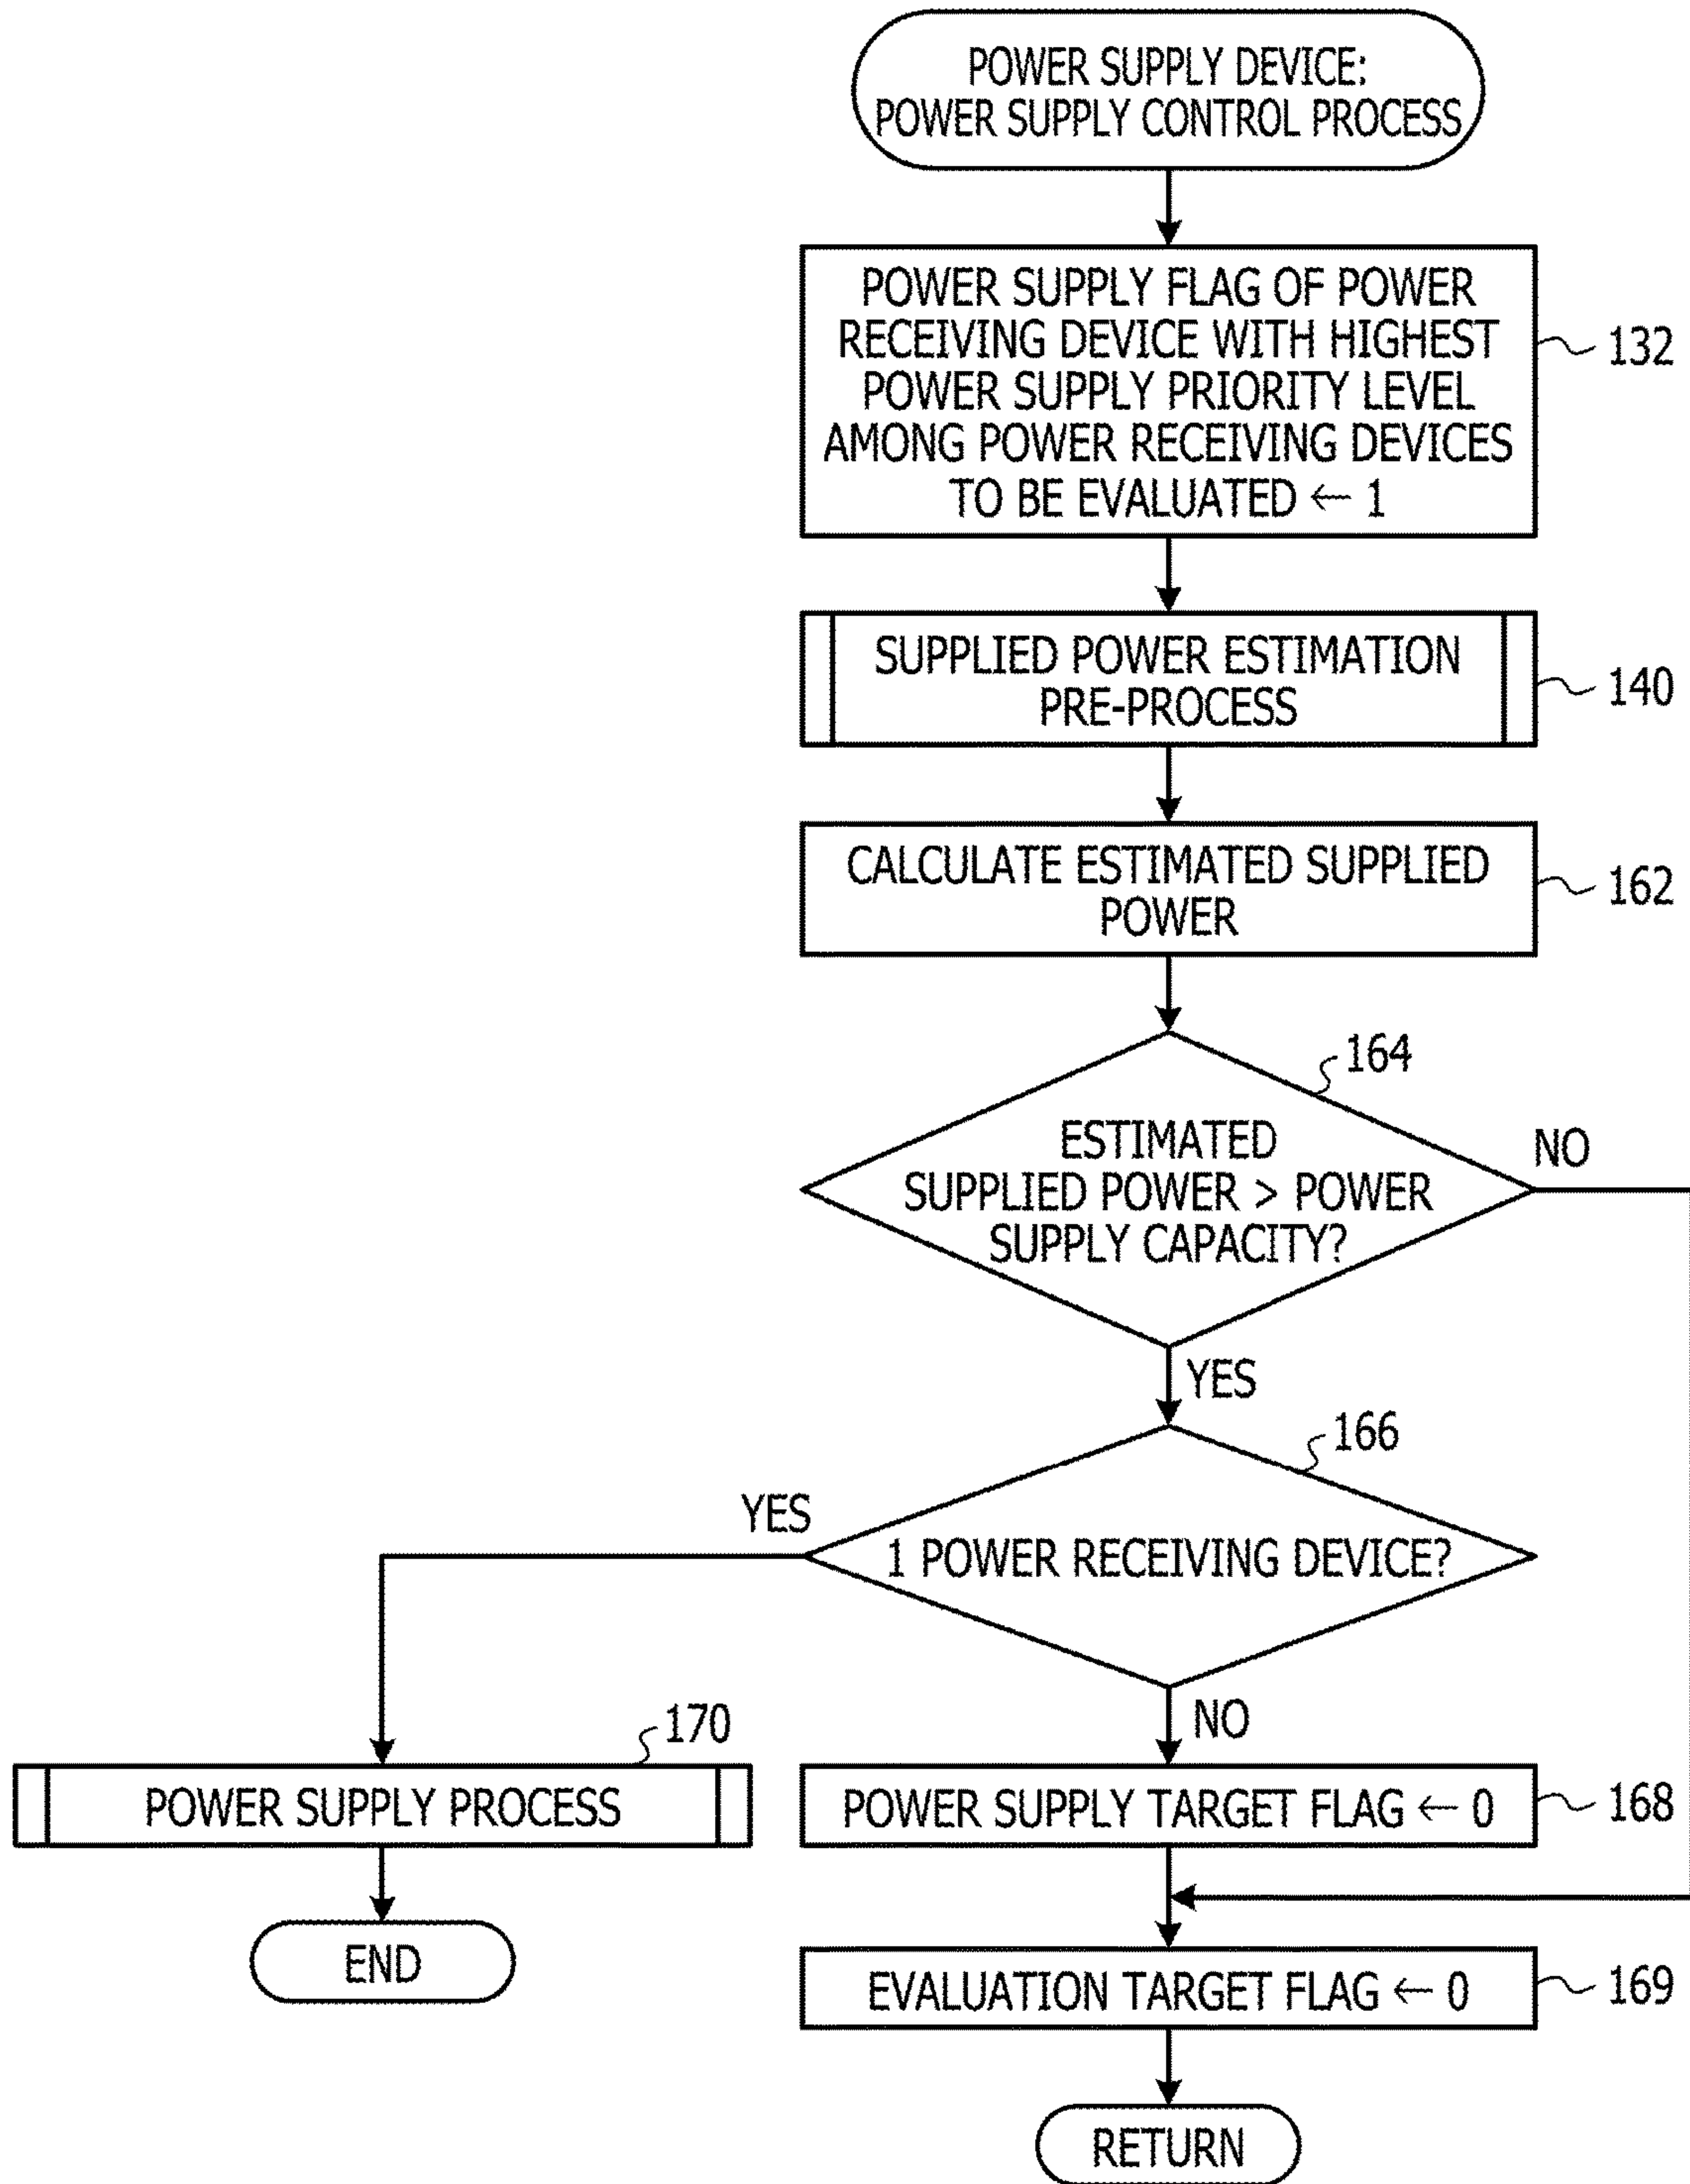 POWER SUPPLY DEVICE:
POWER SUPPLY CONTROL PROCESS
POWER SUPPLY FLAG OF POWER
RECEIVING DEVICE WITH HIGHEST
POWER SUPPLY PRIORITY LEVEL
AMONG POWER RECEIVING DEVICES
TO BE EVALUATED ← 1
132
SUPPLIED POWER ESTIMATION
PRE-PROCESS
140
CALCULATE ESTIMATED SUPPLIED
POWER
162
164
ESTIMATED
SUPPLIED POWER > POWER
SUPPLY CAPACITY?
NO
YES
166
YES
1 POWER RECEIVING DEVICE?
NO
170
POWER SUPPLY PROCESS
POWER SUPPLY TARGET FLAG ← 0
168
END
EVALUATION TARGET FLAG ← 0
169
RETURN